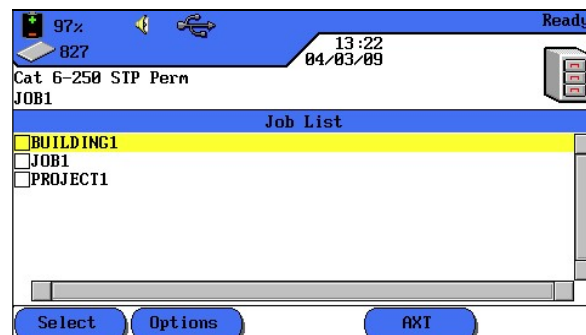 97% Ready
827 13:22
04/03/09
Cat 6-250 STP Perm
JOB1
Job List
BUILDING1
JOB1
PROJECT1
Select Options AXT